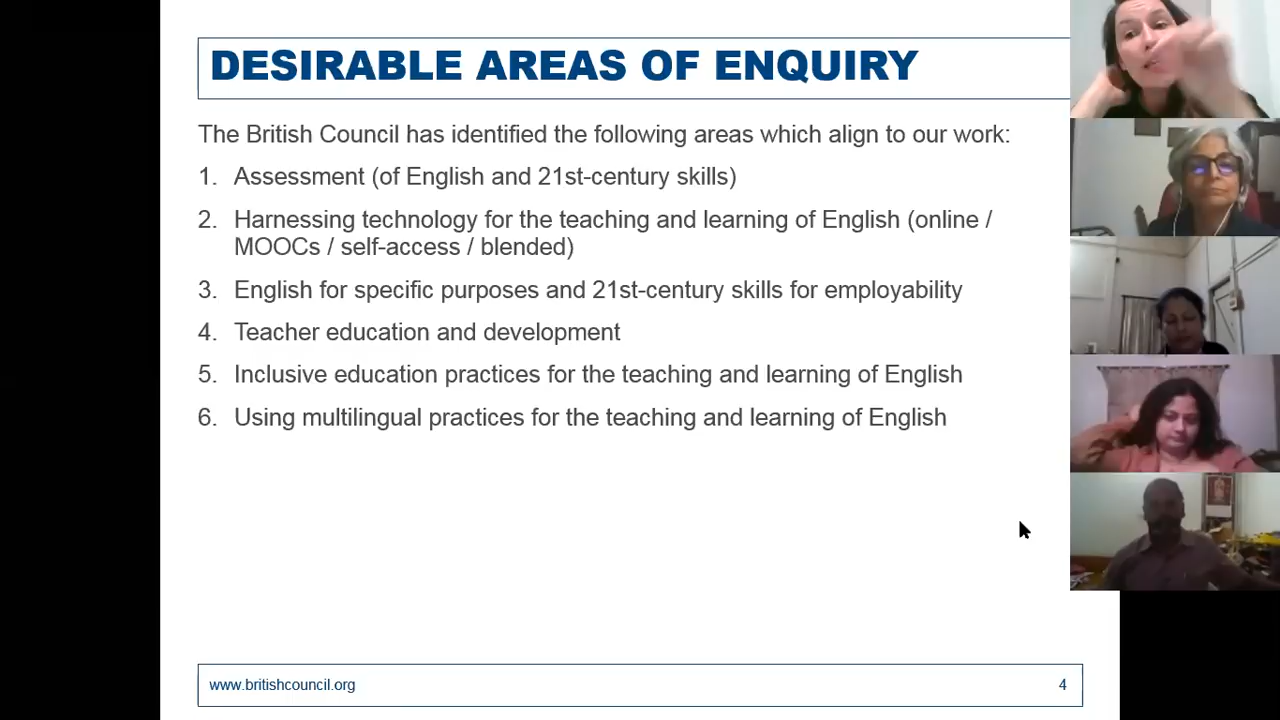 DESIRABLE AREAS OF ENQUIRY
The British Council has identified the following areas which align to our work:
1. Assessment (of English and 21st-century skills)
2. Harnessing technology for the teaching and learning of English (online /
MOOCs / self-access / blended)
3. English for specific purposes and 21st-century skills for employability
4. Teacher education and development
5. Inclusive education practices for the teaching and learning of English
6. Using multilingual practices for the teaching and learning of English
www.britishcouncil.org
4